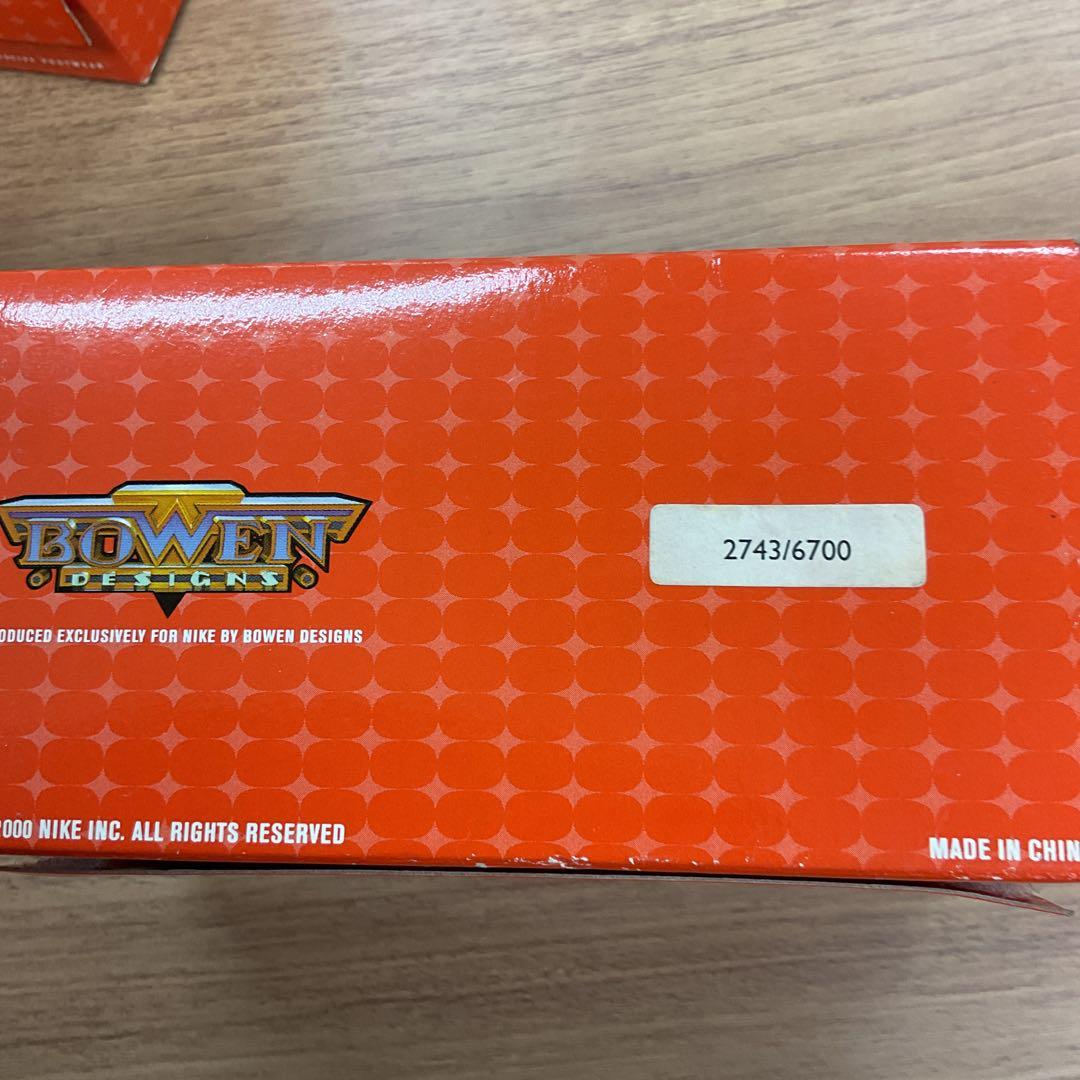 BOWEN
DESIGNS
ODUCED EXCLUSIVELY FOR NIKE BY BOWEN DESIGNS
2743/6700
2000 NIKE INC. ALL RIGHTS RESERVED
MADE IN CHIN